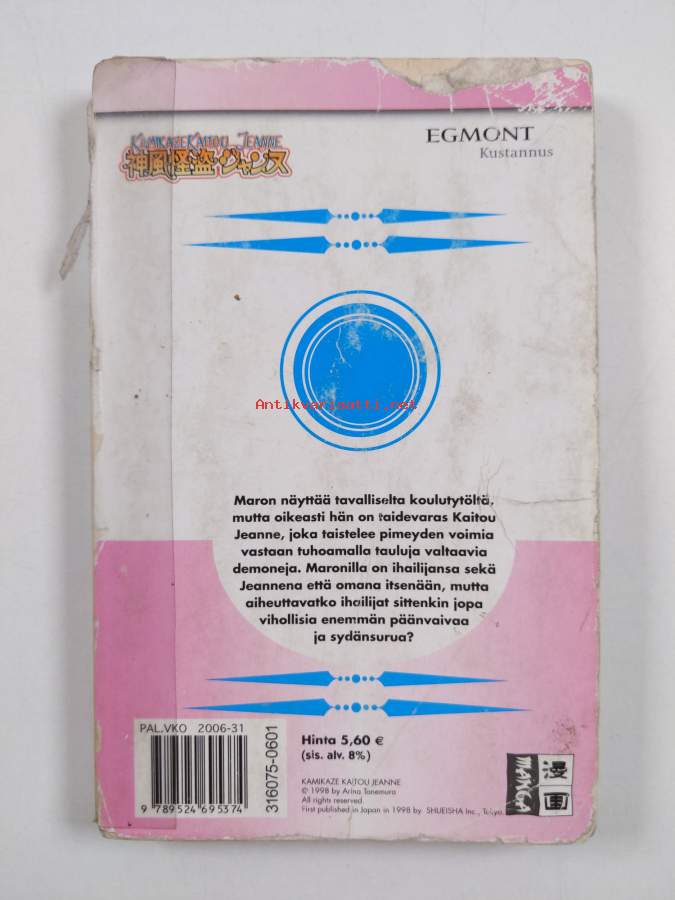 KAMIKAZE KAITOU JEANNE
神風怪盗ジャンヌ
EGMONT
Kustannus
Antikvariaatti.net
Maron näyttää tavalliselta koulutytöltä,
mutta oikeasti hän on taidevaras Kaitou
Jeanne, joka taistelee pimeyden voimia
vastaan tuhoamalla tauluja valtaavia
demoneja. Maronilla on ihailijansa sekä
Jeannena että omana itsenään, mutta
aiheuttavatko ihailijat sittenkin jopa
vihollisia enemmän päänvaivaa
ja sydänsurua?
PAL.VKO 2006-31
316075-0601
9 789524 695374
Hinta 5,60 €
(sis. alv. 8%)
KAMIKAZE KAITOU JEANNE
© 1998 by Arina Tanemura
All rights reserved.
First published in Japan in 1998 by SHUEISHA Inc., Tokyo.
MANGA
漫画